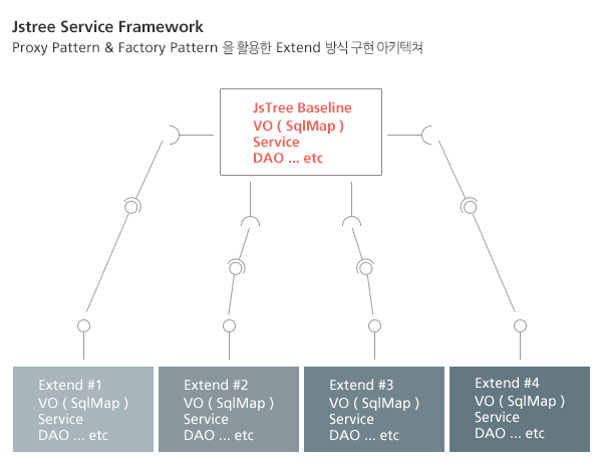 Jstree Service Framework
Proxy Pattern & Factory Pattern 을 활용한 Extend 방식 구현 아키텍쳐
JsTree Baseline
VO ( SqlMap )
Service
DAO ... etc
Extend #1
VO ( SqlMap )
Service
DAO ... etc
Extend #2
VO ( SqlMap )
Service
DAO ... etc
Extend #3
VO ( SqlMap )
Service
DAO ... etc
Extend #4
VO ( SqlMap )
Service
DAO ... etc